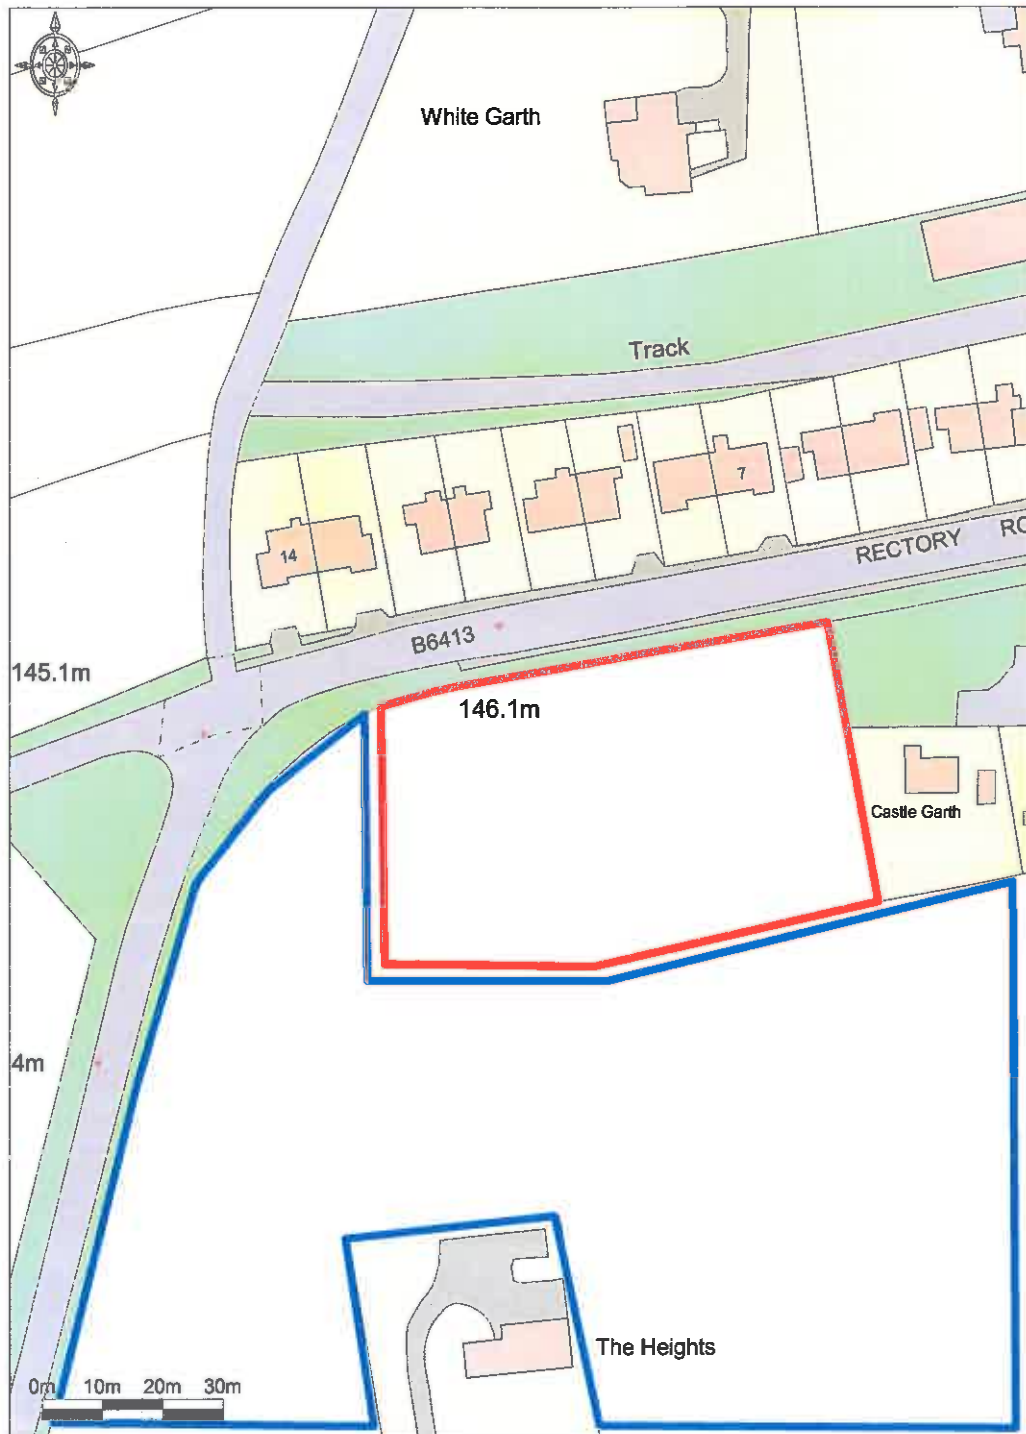 White Garth
Track
7
14
RECTORY RO
B6413
145.1m
146.1m
Castle Garth
4m
The Heights
0m 10m 20m 30m